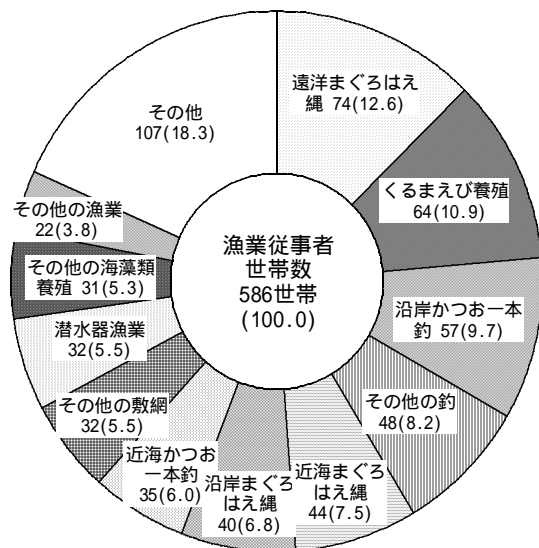 その他
107(18.3)
遠洋まぐろはえ
縄 74(12.6)
くるまえび養殖
64(10.9)
沿岸かつお一本
釣 57(9.7)
その他の釣
48(8.2)
近海まぐろ
はえ縄
44(7.5)
沿岸まぐろ
はえ縄
40(6.8)
近海かつお
一本釣
35(6.0)
その他の敷網
32(5.5)
潜水器漁業
32(5.5)
その他の海藻類
養殖 31(5.3)
その他の漁業
22(3.8)
漁業従事者
世帯数
586世帯
(100.0)